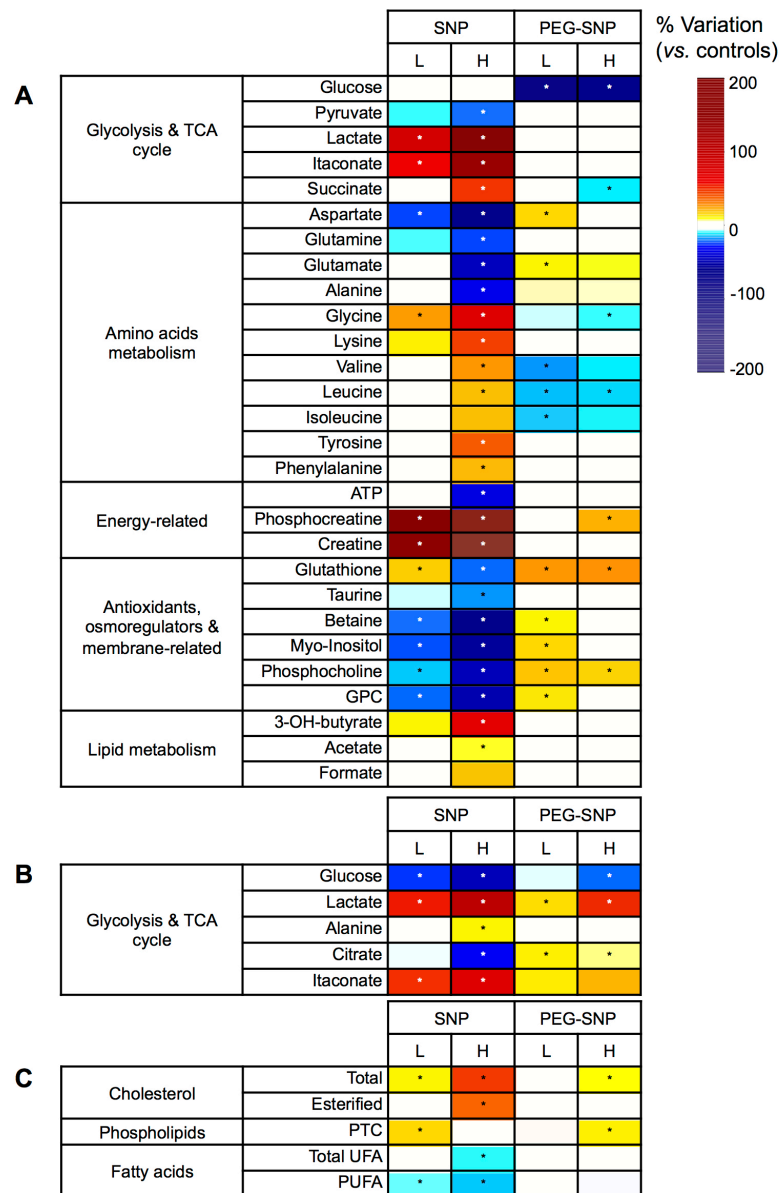 SNP PEG-SNP
% Variation
(vs. controls)
L H L H
A
Glycolysis & TCA
cycle
Glucose * *
Pyruvate *
Lactate * *
Itaconate * *
Succinate * *
Amino acids
metabolism
Aspartate * * *
Glutamine *
Glutamate * *
Alanine *
Glycine * * *
Lysine *
Valine * *
Leucine * * *
Isoleucine *
Tyrosine *
Phenylalanine *
Energy-related
ATP *
Phosphocreatine * * *
Creatine * *
Antioxidants,
osmoregulators &
membrane-related
Glutathione * * * *
Taurine *
Betaine * * *
Myo-Inositol * * *
Phosphocholine * * * *
GPC * * *
Lipid metabolism
3-OH-butyrate *
Acetate *
Formate
200
100
0
-100
-200
SNP PEG-SNP
L H L H
B
Glycolysis & TCA
cycle
Glucose * * *
Lactate * * * *
Alanine *
Citrate * * *
Itaconate * *
SNP PEG-SNP
L H L H
C
Cholesterol
Total * * *
Esterified *
Phospholipids
PTC * *
Fatty acids
Total UFA *
PUFA * *